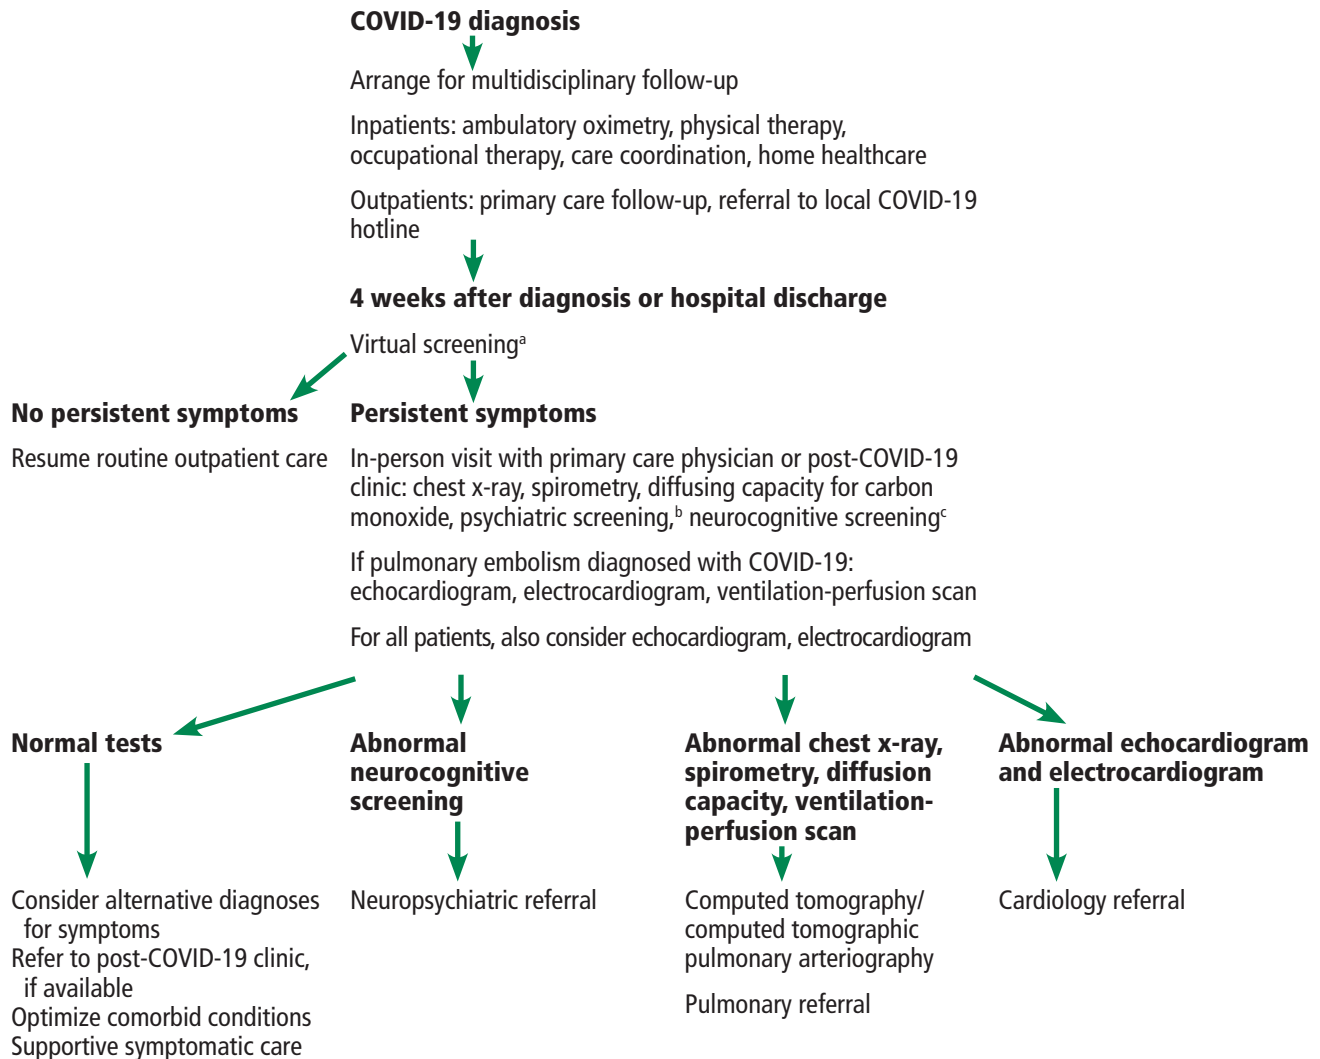 COVID-19 diagnosis
Arrange for multidisciplinary follow-up
Inpatients: ambulatory oximetry, physical therapy,
occupational therapy, care coordination, home healthcare
Outpatients: primary care follow-up, referral to local COVID-19
hotline
4 weeks after diagnosis or hospital discharge
Virtual screeningᵃ
No persistent symptoms
Resume routine outpatient care
Persistent symptoms
In-person visit with primary care physician or post-COVID-19
clinic: chest x-ray, spirometry, diffusing capacity for carbon
monoxide, psychiatric screening,ᵇ neurocognitive screeningᶜ
If pulmonary embolism diagnosed with COVID-19:
echocardiogram, electrocardiogram, ventilation-perfusion scan
For all patients, also consider echocardiogram, electrocardiogram
Normal tests
Consider alternative diagnoses
for symptoms
Refer to post-COVID-19 clinic,
if available
Optimize comorbid conditions
Supportive symptomatic care
Abnormal
neurocognitive
screening
Neuropsychiatric referral
Abnormal chest x-ray,
spirometry, diffusion
capacity, ventilation-
perfusion scan
Computed tomography/
computed tomographic
pulmonary arteriography
Pulmonary referral
Abnormal echocardiogram
and electrocardiogram
Cardiology referral